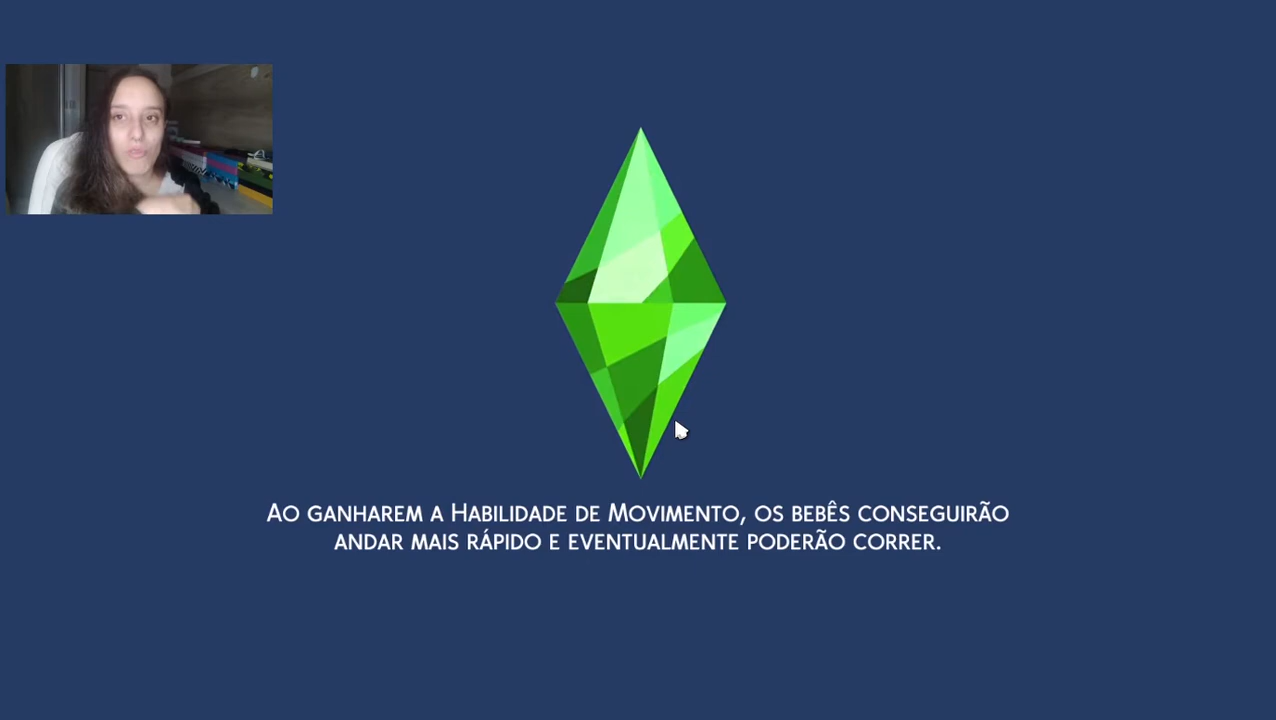 Ao ganharem a Habilidade de Movimento, os bebês conseguirão
andar mais rápido e eventualmente poderão correr.